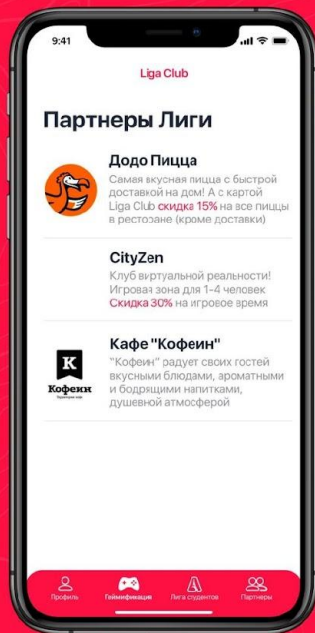 9:41
Liga Club
Партнеры Лиги
Додо Пицца
Самая вкусная пицца с быстрой
доставкой на дом! А с картой
Liga Club скидка 15% на все пиццы
в ресторане (кроме доставки)
CityZen
Клуб виртуальной реальности!
Игровая зона для 1-4 человек
Скидка 30% на игровое время
К
Кофеин
Кафе "Кофеин"
"Кофеин" радует своих гостей
вкусными блюдами, ароматными
и бодрящими напитками,
душевной атмосферой
Профиль
Геймификация
Лига студентов
Партнеры